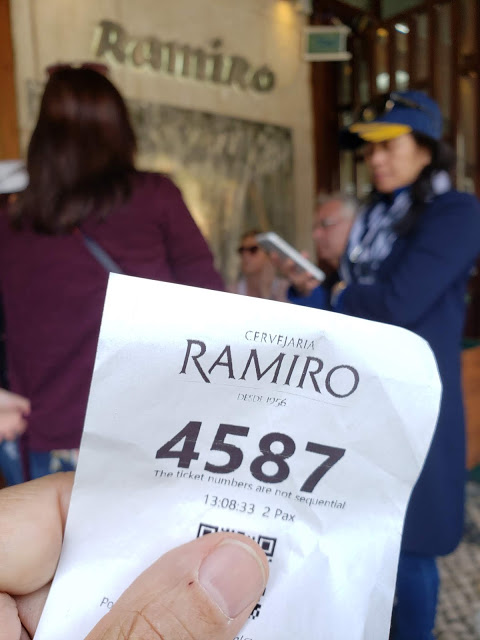 Ramiro
CERVEJARIA
RAMIRO
DESDE 1956
4587
The ticket numbers are not sequential
13:08:33 2 Pax